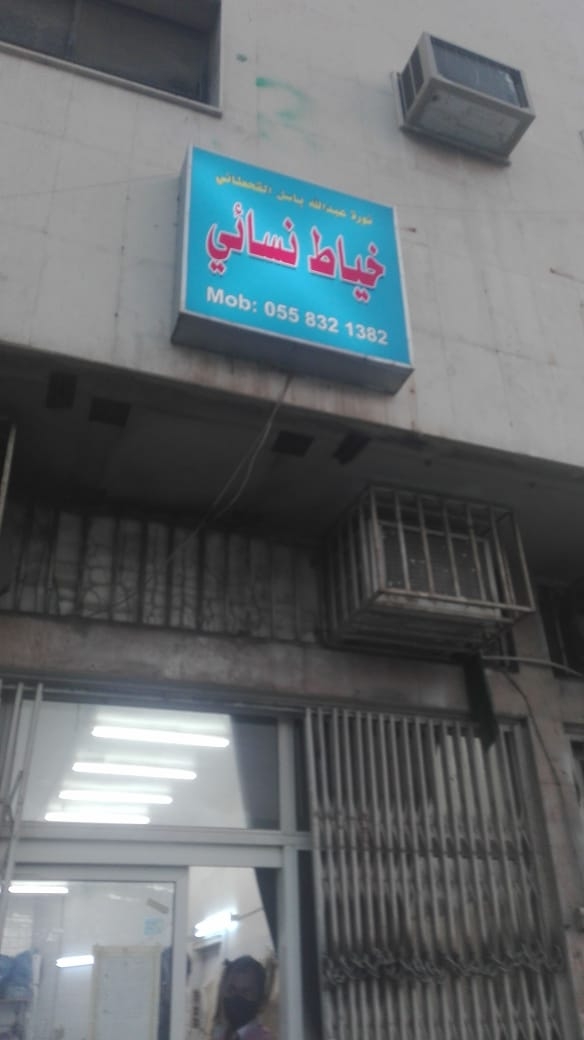 نورة عبدالله باسل القحطاني
خياط نسائي
Mob: 055 832 1382